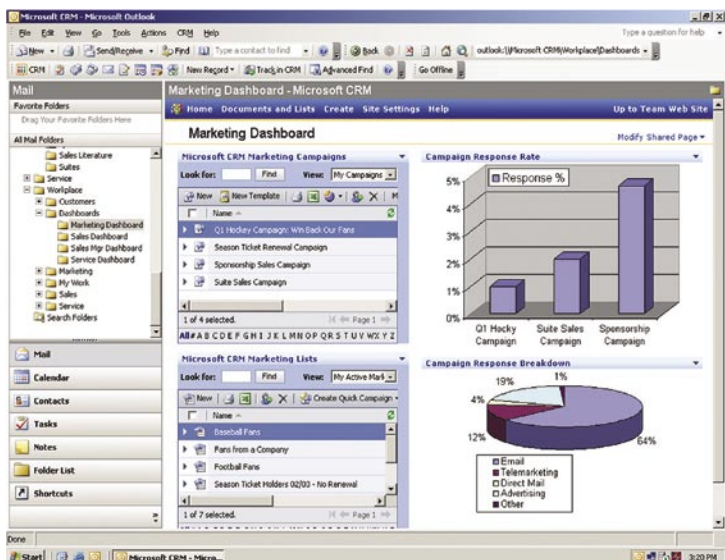 Microsoft CRM - Microsoft Outlook
File Edit View Go Tools Actions CRM Help
Type a question for help
New Send/Receive Find Type a contact to find Back outlook:\\Microsoft CRM\Workplace\Dashboards
CRM New Record Track in CRM Advanced Find Go Offline
Mail
Favorite Folders
Drag Your Favorite Folders Here
All Mail Folders
Sales Literature
Suites
Service
Workplace
Customers
Dashboards
Marketing Dashboard
Sales Dashboard
Sales Mgr Dashboard
Service Dashboard
Marketing
My Work
Sales
Service
Search Folders
Mail
Calendar
Contacts
Tasks
Notes
Folder List
Shortcuts
Marketing Dashboard - Microsoft CRM
Home Documents and Lists Create Site Settings Help Up to Team Web Site
Marketing Dashboard
Modify Shared Page
Microsoft CRM Marketing Campaigns
Look for: Find View: My Campaigns
New New Template M
Name
Q1 Hockey Campaign: Win Back Our Fans
Season Ticket Renewal Campaign
Sponsorship Sales Campaign
Suite Sales Campaign
1 of 4 selected. Page 1
All # A B C D E F G H I J K L M N O P Q R S T U V W X Y Z
Microsoft CRM Marketing Lists
Look for: Find View: My Active Mark
New Create Quick Campaign
Name
Baseball Fans
Fans from a Company
Football Fans
Season Ticket Holders 02/03 - No Renewal
1 of 7 selected. Page 1
Campaign Response Rate
Response %
5%
4%
3%
2%
1%
0%
Q1 Hocky Campaign
Suite Sales Campaign
Sponsorship Campaign
Campaign Response Breakdown
19%
1%
4%
12%
64%
Email
Telemarketing
Direct Mail
Advertising
Other
Done
Start Microsoft CRM - Micro... 3:20 PM